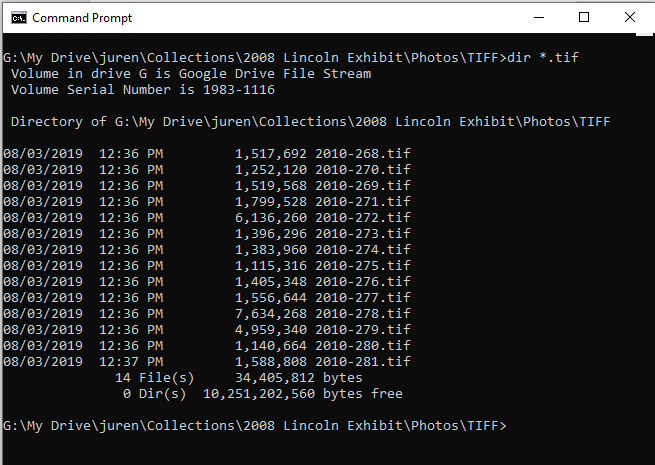 Command Prompt
G:\My Drive\juren\Collections\2008 Lincoln Exhibit\Photos\TIFF>dir *.tif
 Volume in drive G is Google Drive File Stream
 Volume Serial Number is 1983-1116

 Directory of G:\My Drive\juren\Collections\2008 Lincoln Exhibit\Photos\TIFF

08/03/2019  12:36 PM         1,517,692 2010-268.tif
08/03/2019  12:36 PM         1,252,120 2010-270.tif
08/03/2019  12:36 PM         1,519,568 2010-269.tif
08/03/2019  12:36 PM         1,799,528 2010-271.tif
08/03/2019  12:36 PM         6,136,260 2010-272.tif
08/03/2019  12:36 PM         1,396,296 2010-273.tif
08/03/2019  12:36 PM         1,383,960 2010-274.tif
08/03/2019  12:36 PM         1,115,316 2010-275.tif
08/03/2019  12:36 PM         1,405,348 2010-276.tif
08/03/2019  12:36 PM         1,556,644 2010-277.tif
08/03/2019  12:36 PM         7,634,268 2010-278.tif
08/03/2019  12:36 PM         4,959,340 2010-279.tif
08/03/2019  12:36 PM         1,140,664 2010-280.tif
08/03/2019  12:37 PM         1,588,808 2010-281.tif
              14 File(s)     34,405,812 bytes
               0 Dir(s)  10,251,202,560 bytes free

G:\My Drive\juren\Collections\2008 Lincoln Exhibit\Photos\TIFF>